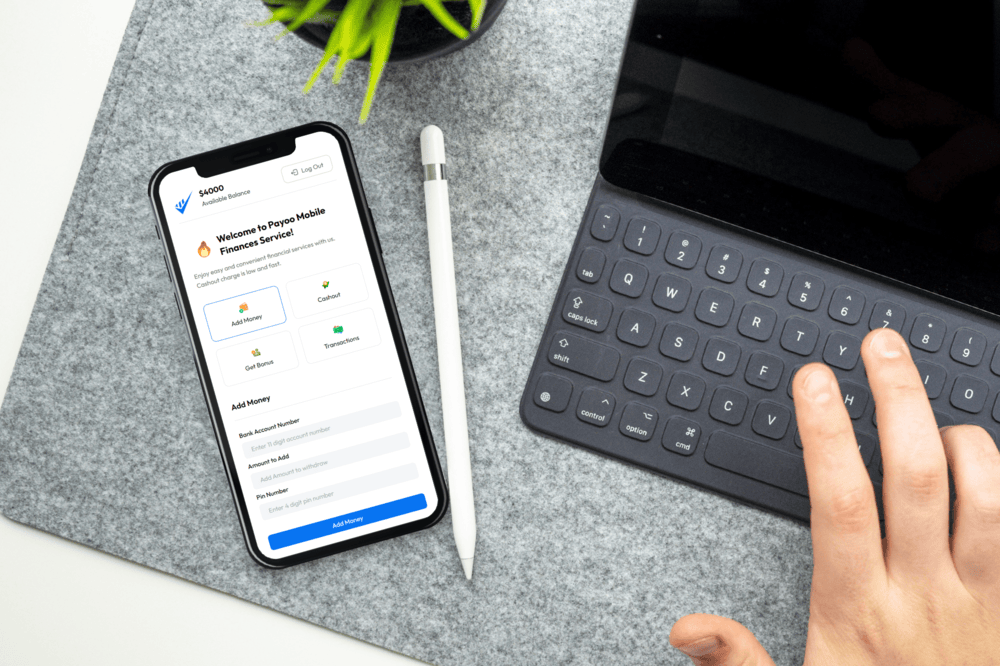 $4000
Available Balance
Log Out
Welcome to Payoo Mobile
Finances Service!
Enjoy easy and convenient financial services with us.
Cashout charge is low and fast.
Add Money
Cashout
Get Bonus
Transactions
Add Money
Bank Account Number
Enter 11 digit account number
Amount to Add
Add Amount to withdraw
Pin Number
Enter 4 digit pin number
Add Money
~ ! @ # $ % ^ & * (
` 1 2 3 4 5 6 7 8 9
tab Q W E R T Y I O
caps lock A S D F H
shift Z X C V
control option cmd